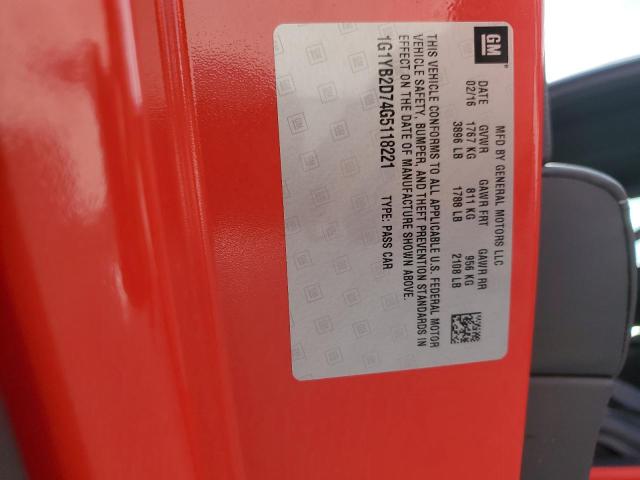 GM
MFD BY GENERAL MOTORS LLC
DATE GVWR GAWR FRT GAWR RR
02/16 1767 KG 811 KG 956 KG
3896 LB 1788 LB 2108 LB
THIS VEHICLE CONFORMS TO ALL APPLICABLE U.S. FEDERAL MOTOR
VEHICLE SAFETY, BUMPER, AND THEFT PREVENTION STANDARDS IN
EFFECT ON THE DATE OF MANUFACTURE SHOWN ABOVE.
1G1YB2D74G5118221 TYPE: PASS CAR